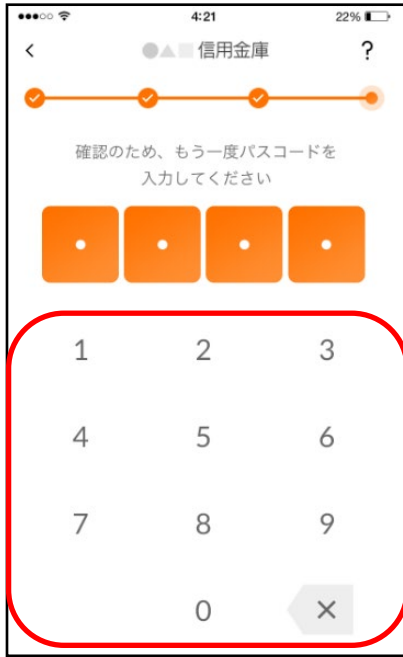 4:21 22%
●▲■ 信用金庫 ?
確認のため、もう一度パスコードを
入力してください
1 2 3
4 5 6
7 8 9
0